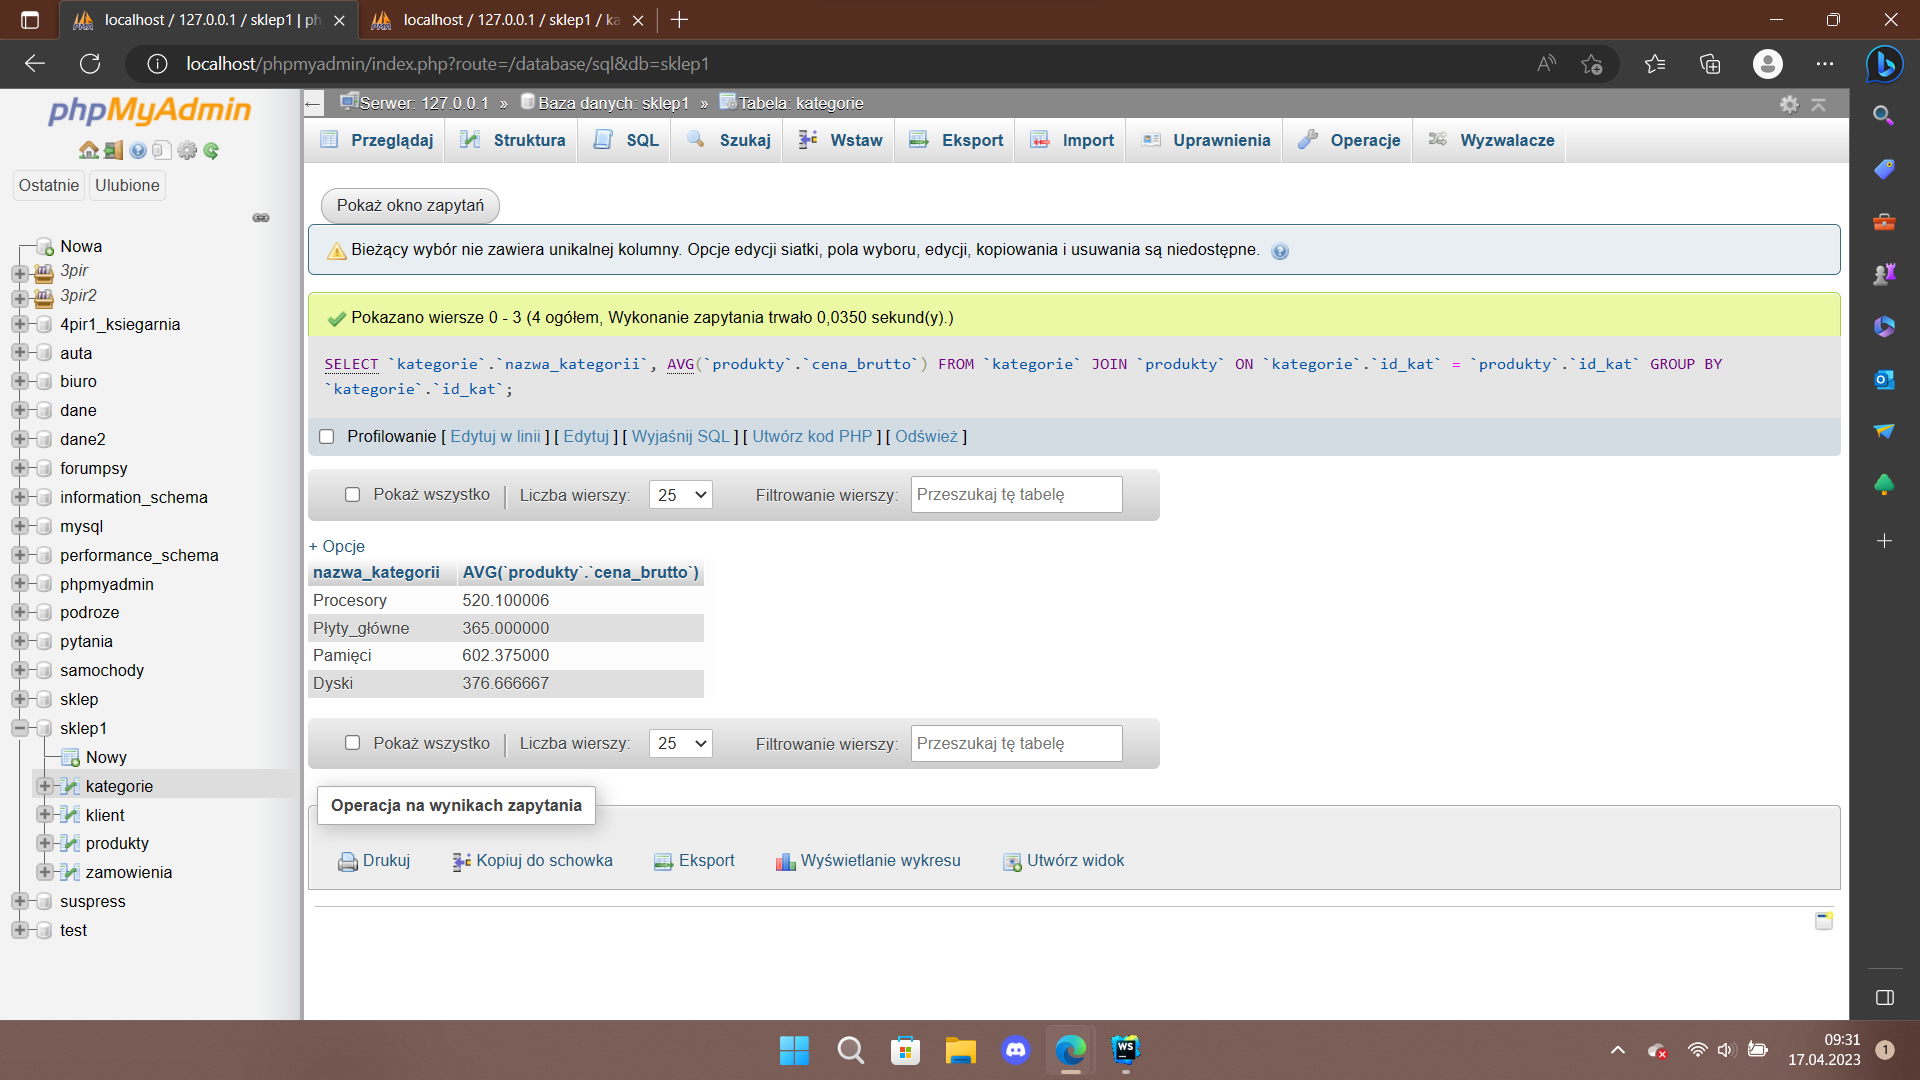 localhost / 127.0.0.1 / sklep1 | ph
localhost / 127.0.0.1 / sklep1 / ka
localhost/phpmyadmin/index.php?route=/database/sql&db=sklep1
phpMyAdmin
Ostatnie Ulubione
Nowa
3pir
3pir2
4pir1_ksiegarnia
auta
biuro
dane
dane2
forumpsy
information_schema
mysql
performance_schema
phpmyadmin
podroze
pytania
samochody
sklep
sklep1
Nowy
kategorie
klient
produkty
zamowienia
suspress
test
Serwer: 127.0.0.1 » Baza danych: sklep1 » Tabela: kategorie
Przeglądaj Struktura SQL Szukaj Wstaw Eksport Import Uprawnienia Operacje Wyzwalacze
Pokaż okno zapytań
Bieżący wybór nie zawiera unikalnej kolumny. Opcje edycji siatki, pola wyboru, edycji, kopiowania i usuwania są niedostępne.
Pokazano wiersze 0 - 3 (4 ogółem, Wykonanie zapytania trwało 0,0350 sekund(y).)
SELECT `kategorie`.`nazwa_kategorii`, AVG(`produkty`.`cena_brutto`) FROM `kategorie` JOIN `produkty` ON `kategorie`.`id_kat` = `produkty`.`id_kat` GROUP BY
`kategorie`.`id_kat`;
Profilowanie [ Edytuj w linii ] [ Edytuj ] [ Wyjaśnij SQL ] [ Utwórz kod PHP ] [ Odśwież ]
Pokaż wszystko | Liczba wierszy: 25 Filtrowanie wierszy: Przeszukaj tę tabelę
+ Opcje
nazwa_kategorii AVG(`produkty`.`cena_brutto`)
Procesory 520.100006
Płyty_główne 365.000000
Pamięci 602.375000
Dyski 376.666667
Pokaż wszystko | Liczba wierszy: 25 Filtrowanie wierszy: Przeszukaj tę tabelę
Operacja na wynikach zapytania
Drukuj Kopiuj do schowka Eksport Wyświetlanie wykresu Utwórz widok
WS
09:31
17.04.2023
1